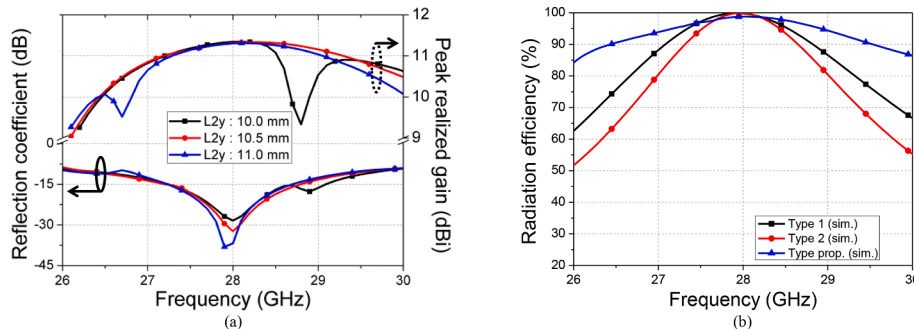 Reflection coefficient (dB)
0
-15
-30
-45
11
12
11
10
9
Peak realized gain (dBi)
L2y : 10.0 mm
L2y : 10.5 mm
L2y : 11.0 mm
26 27 28 29 30
Frequency (GHz)
(a)
Radiation efficiency (%)
100
90
80
70
60
50
40
30
20
Type 1 (sim.)
Type 2 (sim.)
Type prop. (sim.)
26 27 28 29 30
Frequency (GHz)
(b)